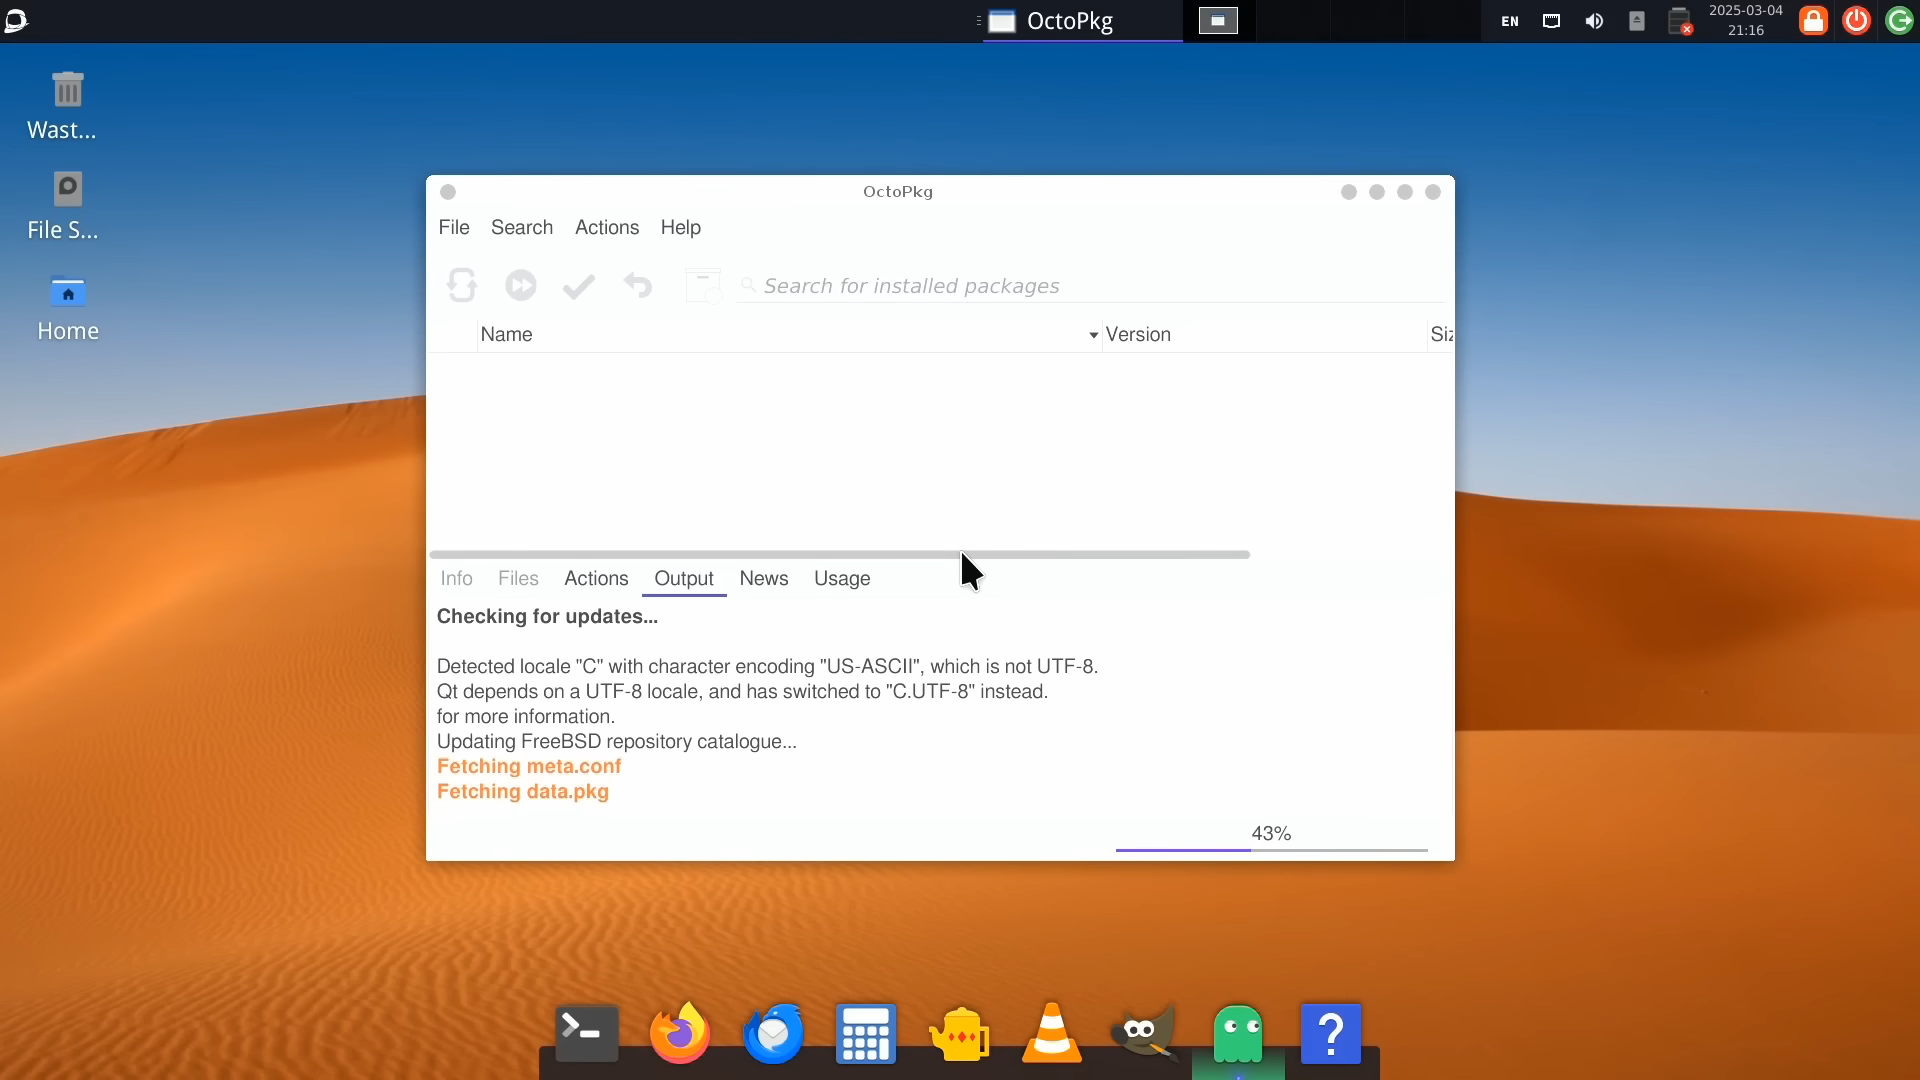 OctoPkg
EN
2025-03-04
21:16
Wast...
File S...
Home
OctoPkg
File Search Actions Help
Search for installed packages
Name Version Siz
Info Files Actions Output News Usage
Checking for updates...
Detected locale "C" with character encoding "US-ASCII", which is not UTF-8.
Qt depends on a UTF-8 locale, and has switched to "C.UTF-8" instead.
for more information.
Updating FreeBSD repository catalogue...
Fetching meta.conf
Fetching data.pkg
43%
?